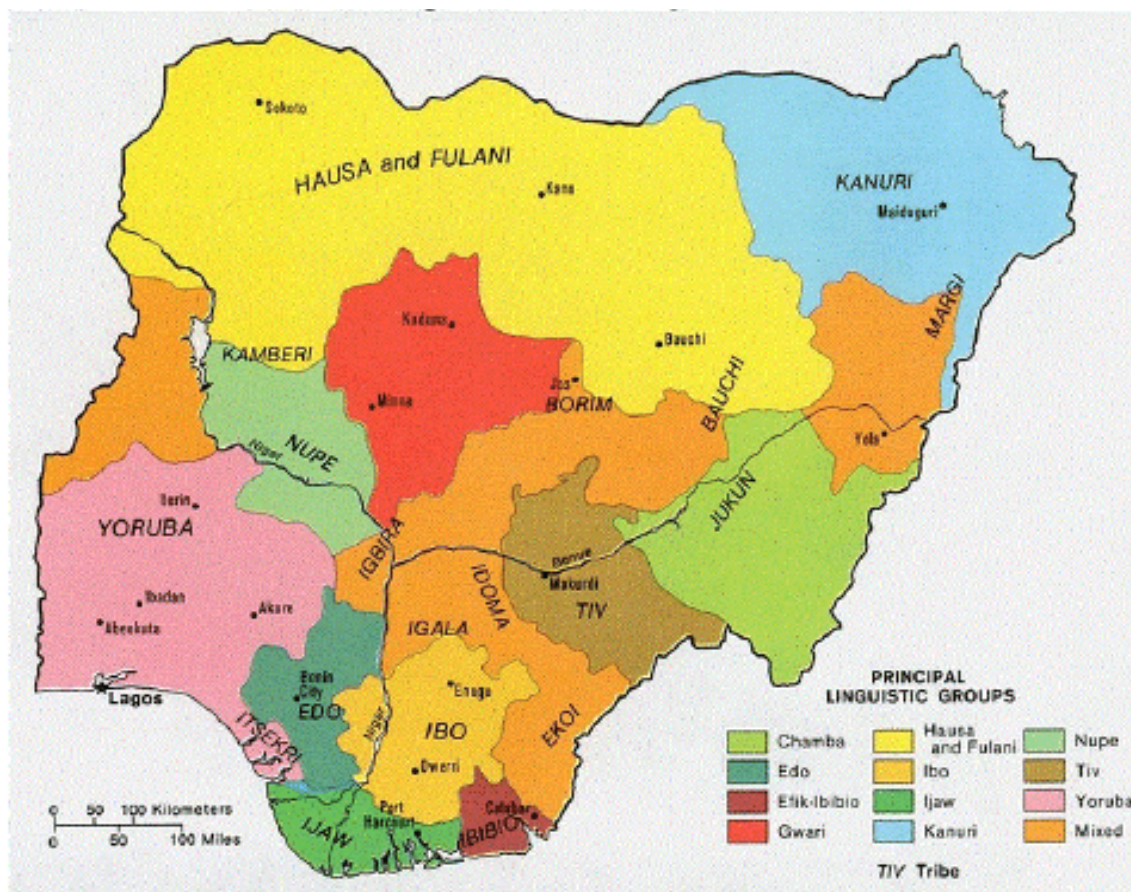 Sokoto
HAUSA and FULANI
Kano
KANURI
Maiduguri
Kaduna
Bauchi
MARGI
KAMBERI
Jos
BORIM
BAUCHI
Minna
Yola
Niger
NUPE
Ilorin
YORUBA
JUKUN
IGBIRA
IDOMA
Benue
Makurdi
TIV
Ibadan
Akure
Abeokuta
IGALA
Lagos
Benin
City
EDO
Enugu
Niger
IBO
EKOI
ITSEKRI
Owerri
Port
Harcourt
Calabar
IJAW
IBIBIO
0 50 100 Kilometers
0 50 100 Miles
PRINCIPAL
LINGUISTIC GROUPS
Chamba
Edo
Efik-Ibibio
Gwari
Hausa
and Fulani
Ibo
Ijaw
Kanuri
Nupe
Tiv
Yoruba
Mixed
TIV Tribe